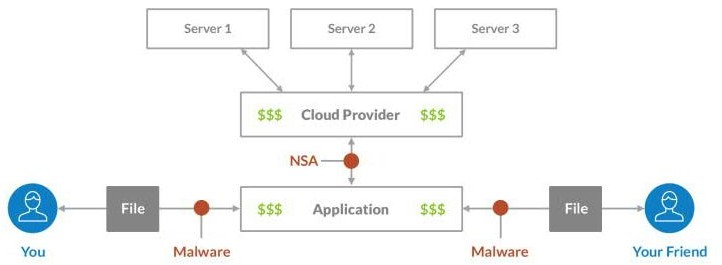 Server 1
Server 2
Server 3
$$$ Cloud Provider $$$
NSA
File
$$$ Application $$$
File
You
Malware
Malware
Your Friend